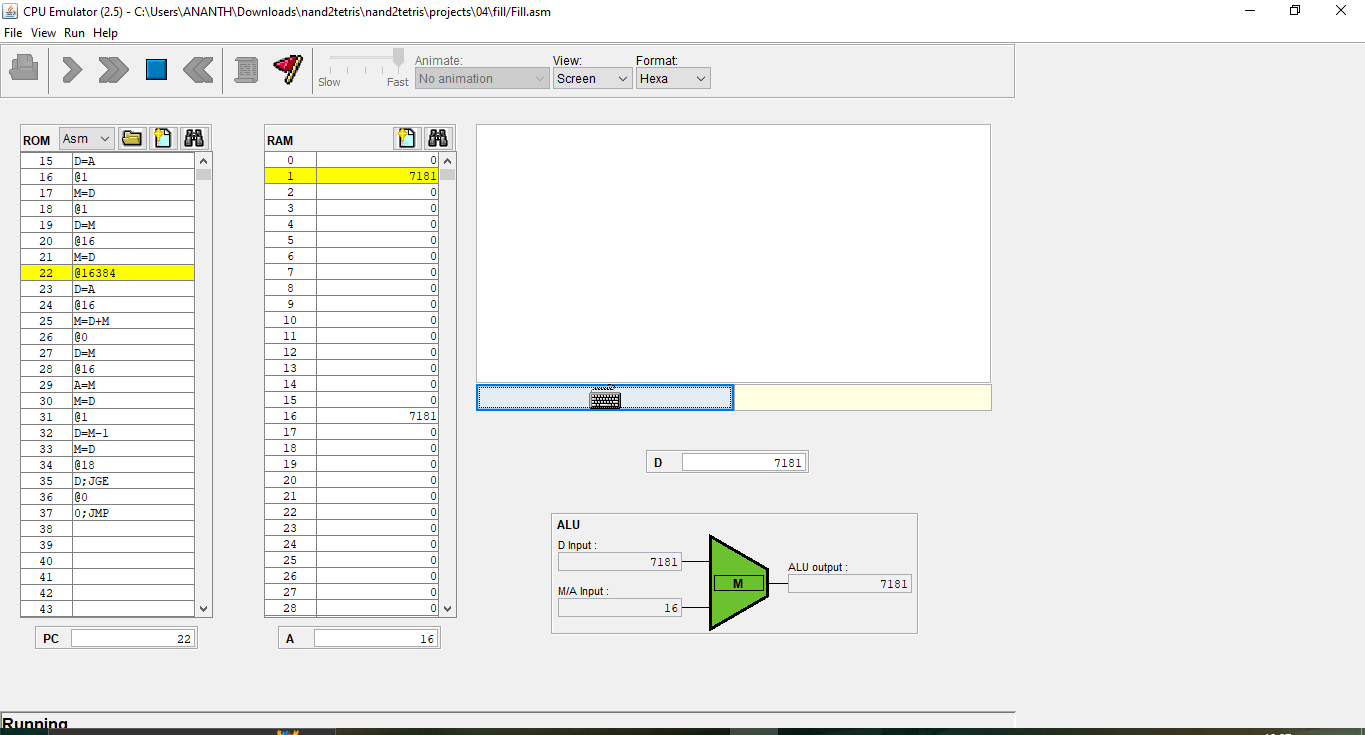 CPU Emulator (2.5) - C:\Users\ANANTH\Downloads\nand2tetris\nand2tetris\projects\04\fill/Fill.asm
File View Run Help
Slow Fast
Animate:
No animation
View:
Screen
Format:
Hexa
ROM Asm
15 D=A
16 @1
17 M=D
18 @1
19 D=M
20 @16
21 M=D
22 @16384
23 D=A
24 @16
25 M=D+M
26 @0
27 D=M
28 @16
29 A=M
30 M=D
31 @1
32 D=M-1
33 M=D
34 @18
35 D;JGE
36 @0
37 0;JMP
38
39
40
41
42
43
PC 22
RAM
0 0
1 7181
2 0
3 0
4 0
5 0
6 0
7 0
8 0
9 0
10 0
11 0
12 0
13 0
14 0
15 0
16 7181
17 0
18 0
19 0
20 0
21 0
22 0
23 0
24 0
25 0
26 0
27 0
28 0
A 16
D 7181
ALU
D Input :
7181
M/A Input :
16
M
ALU output :
7181
Running